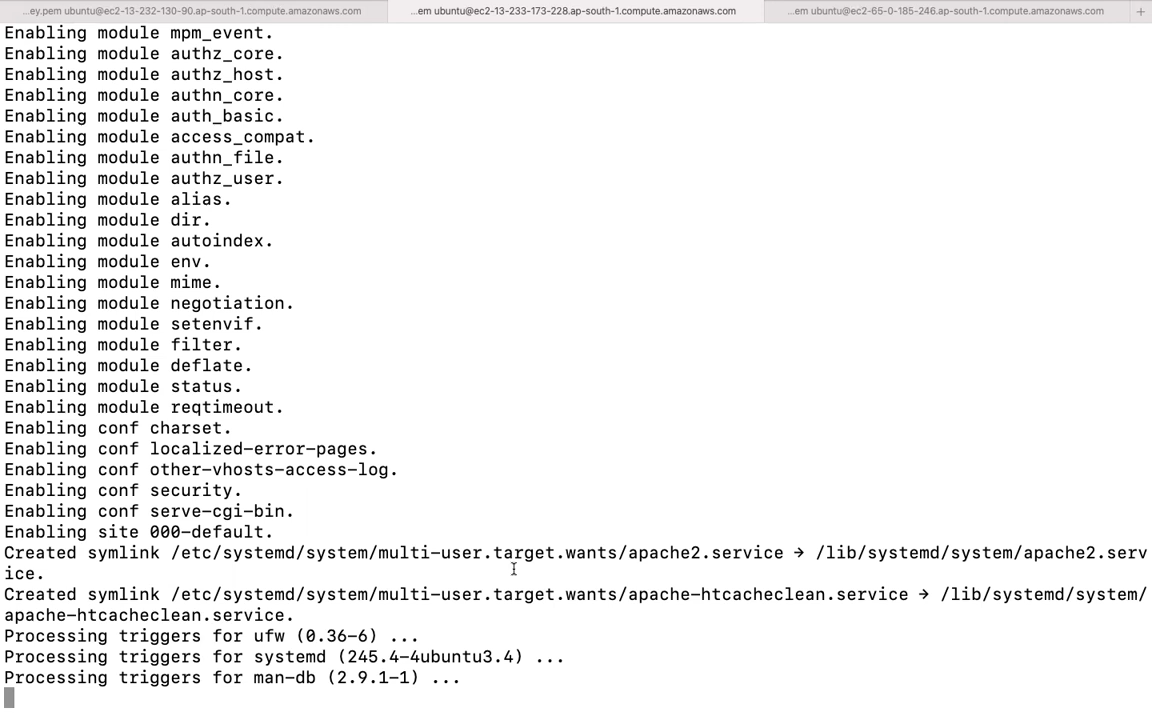 ...ey.pem ubuntu@ec2-13-232-130-90.ap-south-1.compute.amazonaws.com
...em ubuntu@ec2-13-233-173-228.ap-south-1.compute.amazonaws.com
...em ubuntu@ec2-65-0-185-246.ap-south-1.compute.amazonaws.com
+
Enabling module mpm_event.
Enabling module authz_core.
Enabling module authz_host.
Enabling module authn_core.
Enabling module auth_basic.
Enabling module access_compat.
Enabling module authn_file.
Enabling module authz_user.
Enabling module alias.
Enabling module dir.
Enabling module autoindex.
Enabling module env.
Enabling module mime.
Enabling module negotiation.
Enabling module setenvif.
Enabling module filter.
Enabling module deflate.
Enabling module status.
Enabling module reqtimeout.
Enabling conf charset.
Enabling conf localized-error-pages.
Enabling conf other-vhosts-access-log.
Enabling conf security.
Enabling conf serve-cgi-bin.
Enabling site 000-default.
Created symlink /etc/systemd/system/multi-user.target.wants/apache2.service → /lib/systemd/system/apache2.serv
ice.
Created symlink /etc/systemd/system/multi-user.target.wants/apache-htcacheclean.service → /lib/systemd/system/
apache-htcacheclean.service.
Processing triggers for ufw (0.36-6) ...
Processing triggers for systemd (245.4-4ubuntu3.4) ...
Processing triggers for man-db (2.9.1-1) ...